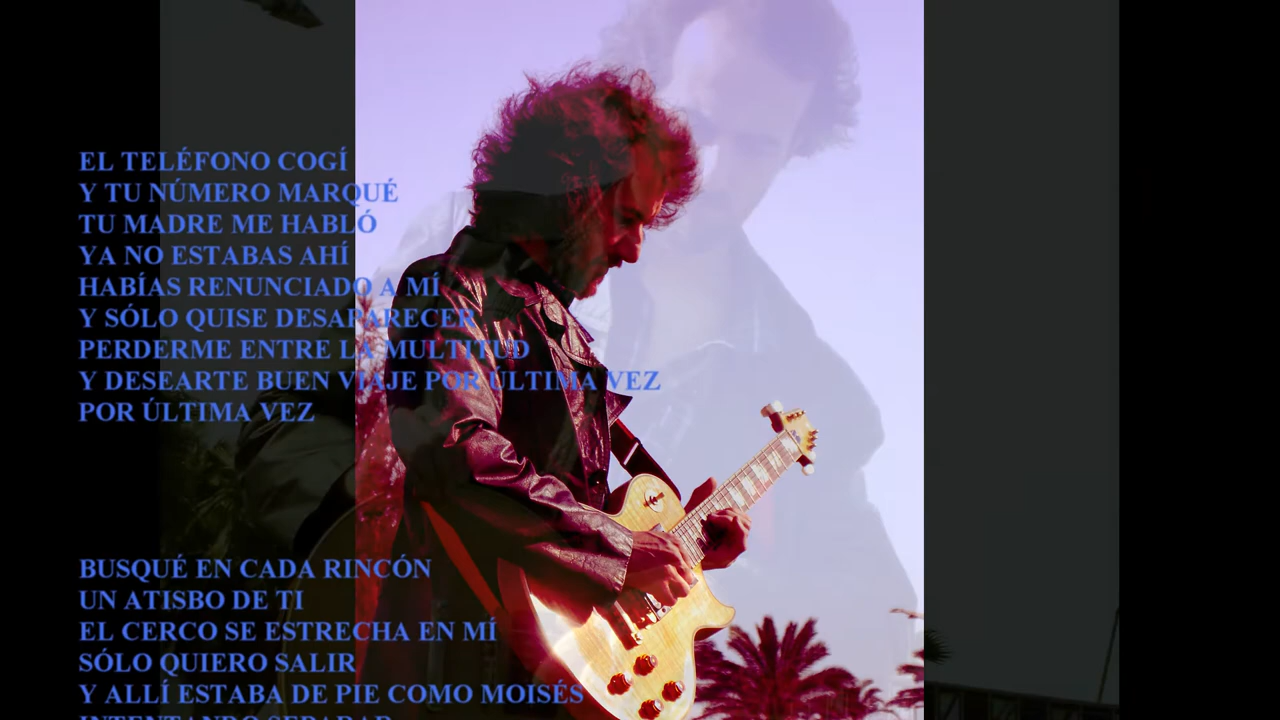 EL TELÉFONO COGÍ
Y TU NÚMERO MARQUÉ
TU MADRE ME HABLÓ
YA NO ESTABAS AHÍ
HABÍAS RENUNCIADO A MÍ
Y SÓLO QUISE DESAPARECER
PERDERME ENTRE LA MULTITUD
Y DESEARTE BUEN VIAJE POR ÚLTIMA VEZ
POR ÚLTIMA VEZ
BUSQUÉ EN CADA RINCÓN
UN ATISBO DE TI
EL CERCO SE ESTRECHA EN MÍ
SÓLO QUIERO SALIR
Y ALLÍ ESTABA DE PIE COMO MOISÉS
INTENTANDO SEPARAR